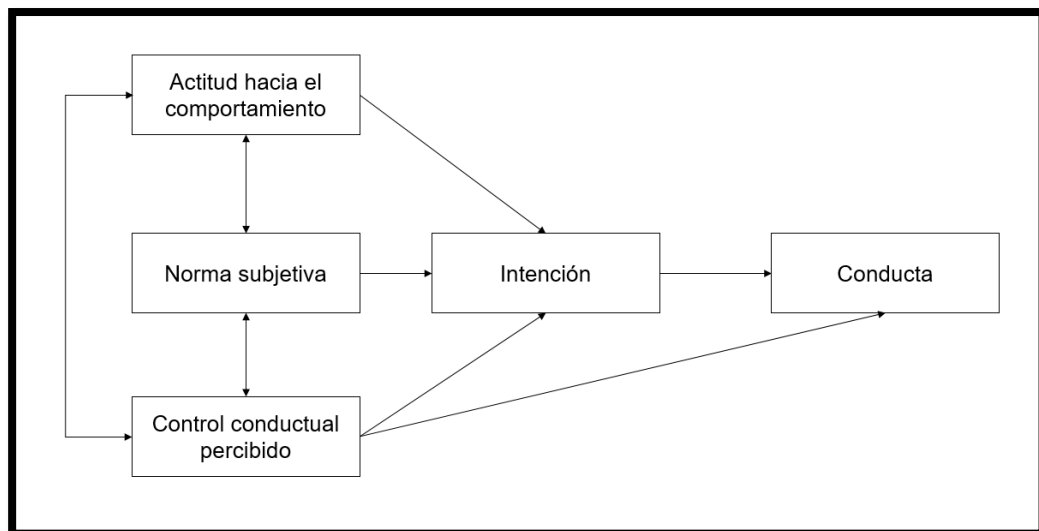 Actitud hacia el
comportamiento
Norma subjetiva
Intención
Conducta
Control conductual
percibido